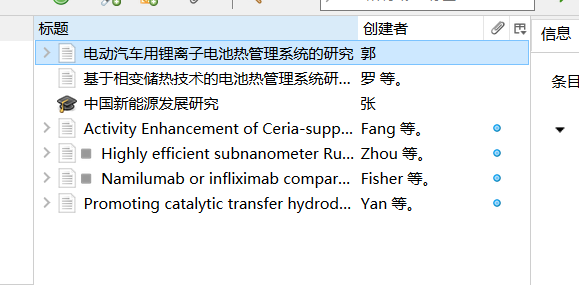 标题 创建者
信息
电动汽车用锂离子电池热管理系统的研究 郭
基于相变储热技术的电池热管理系统研... 罗 等。
条目
中国新能源发展研究 张
Activity Enhancement of Ceria-supp... Fang 等。
Highly efficient subnanometer Ru... Zhou 等。
Namilumab or infliximab compar... Fisher 等。
Promoting catalytic transfer hydrod... Yan 等。